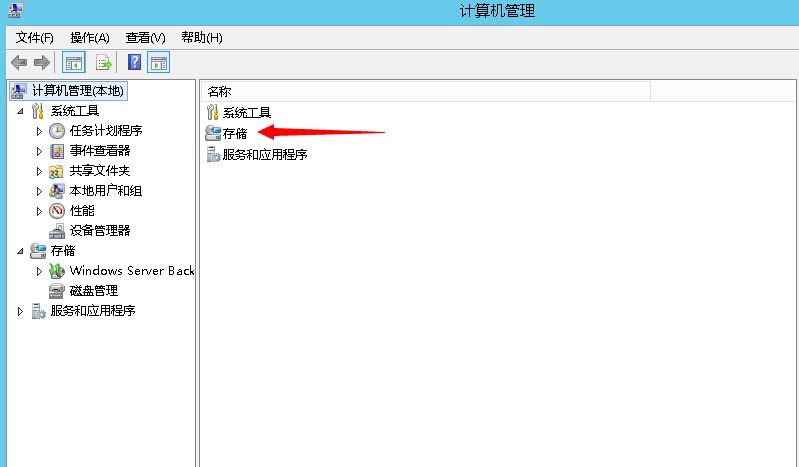 计算机管理
文件(F) 操作(A) 查看(V) 帮助(H)
计算机管理(本地)
系统工具
任务计划程序
事件查看器
共享文件夹
本地用户和组
性能
设备管理器
存储
Windows Server Back
磁盘管理
服务和应用程序
名称
系统工具
存储
服务和应用程序